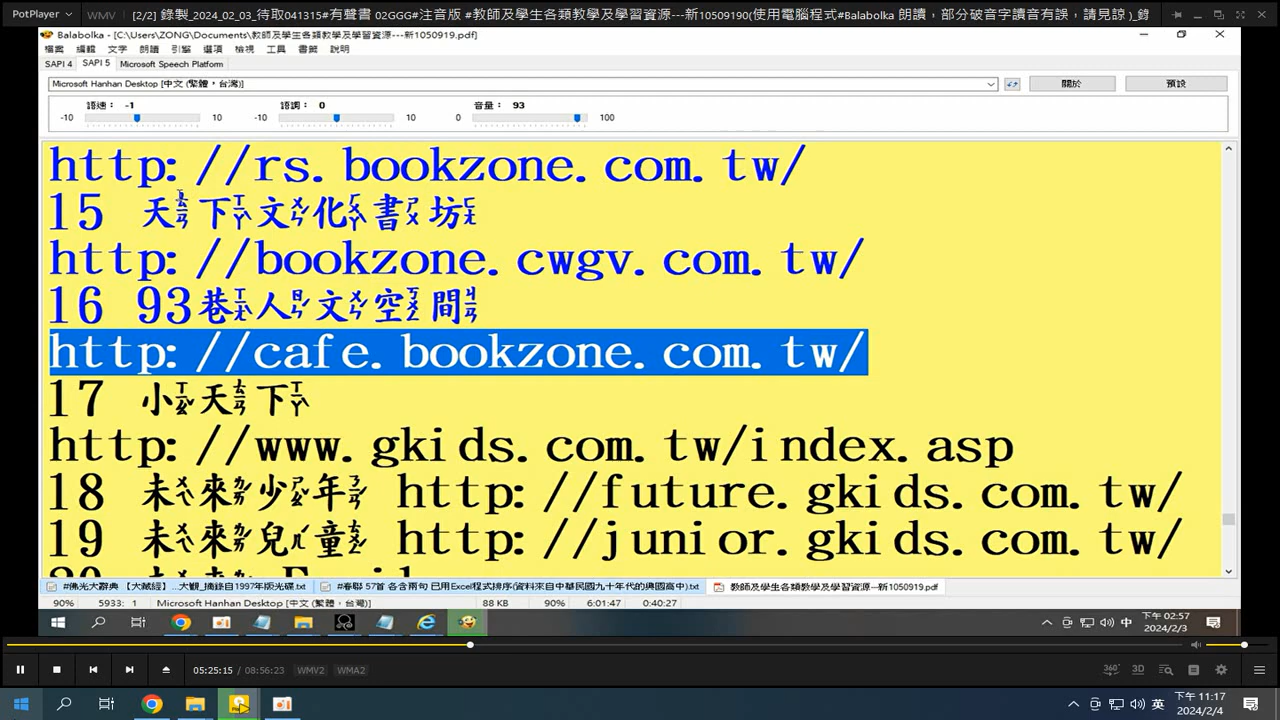 PotPlayer WMV [2/2] 錄製_2024_02_03_待取041315#有聲書 02GGG#注音版 #教師及學生各類教學及學習資源---新10509190(使用電腦程式#Balabolka 朗讀，部分破音字讀音有誤，請見諒 )_錄
Balabolka - [C:\Users\ZONG\Documents\教師及學生各類教學及學習資源---新1050919.pdf]
檔案 編輯 文字 朗讀 引擎 選項 檢視 工具 書籤 說明
SAPI 4 SAPI 5 Microsoft Speech Platform
Microsoft Hanhan Desktop [中文 (繁體，台灣)] 關於 預設
語速： -1 語調： 0 音量： 93
-10 10 -10 10 0 100
http://rs.bookzone.com.tw/
15 天下文化書坊
http://bookzone.cwgv.com.tw/
16 93巷人文空間
http://cafe.bookzone.com.tw/
17 小天下
http://www.gkids.com.tw/index.asp
18 未來少年 http://future.gkids.com.tw/
19 未來兒童 http://junior.gkids.com.tw/
#佛光大辭典 【大藏經】...大觀_摘錄自1997年版光碟.txt #春聯 57首 各含兩句 已用Excel程式排序(資料來自中華民國九十年代的興國高中).txt 教師及學生各類教學及學習資源---新1050919.pdf
90% 5933: 1 Microsoft Hanhan Desktop [中文 (繁體，台灣)] 88 KB 90% 6:01:47 0:40:27
中 下午 02:57
2024/2/3
05:25:15 / 08:56:23 WMV2 WMA2 360° 3D
英 下午 11:17
2024/2/4